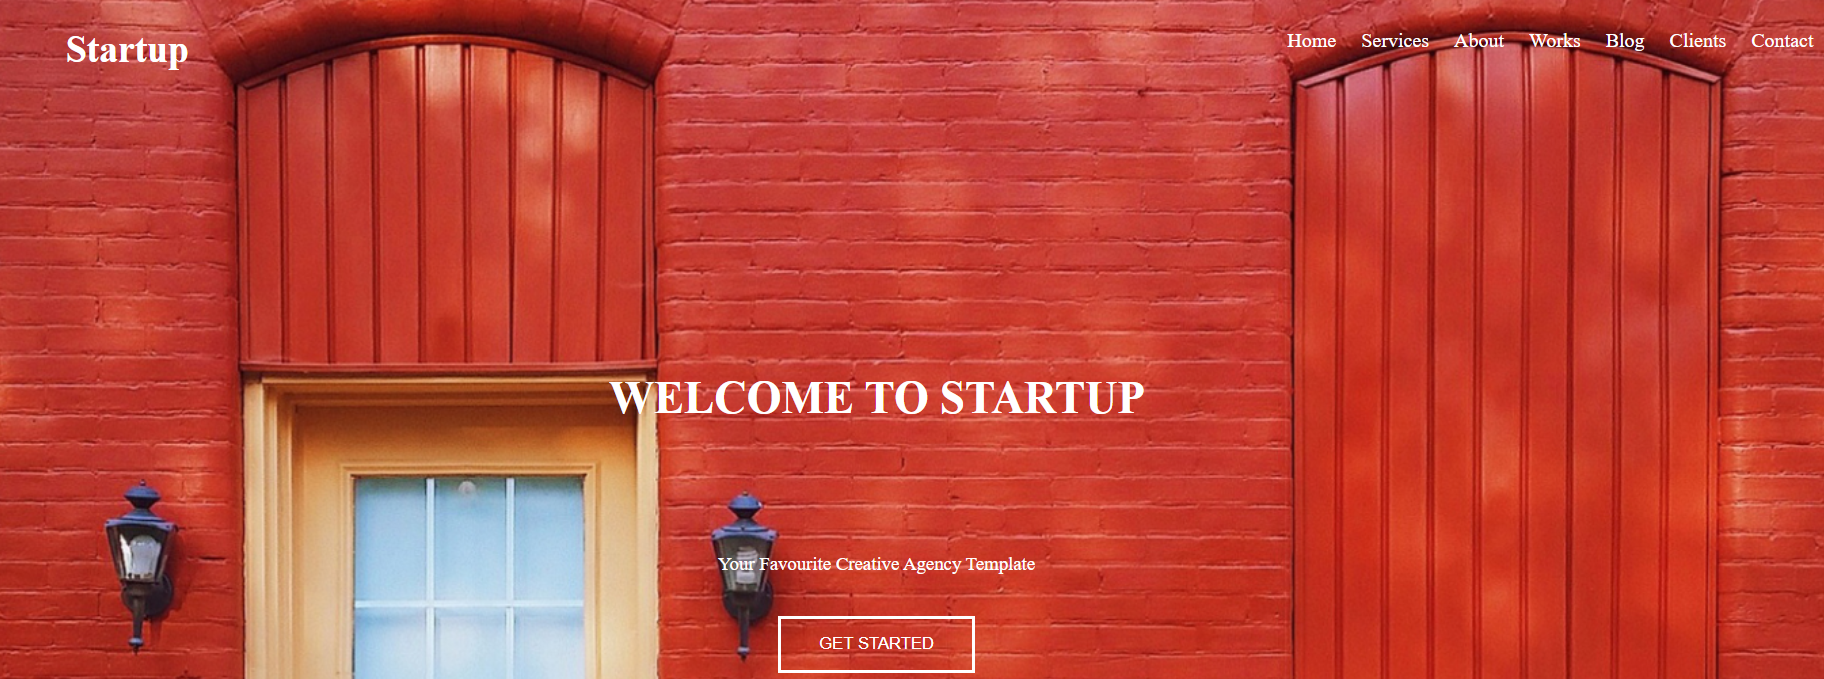 Startup
Home Services About Works Blog Clients Contact
WELCOME TO STARTUP
Your Favourite Creative Agency Template
GET STARTED